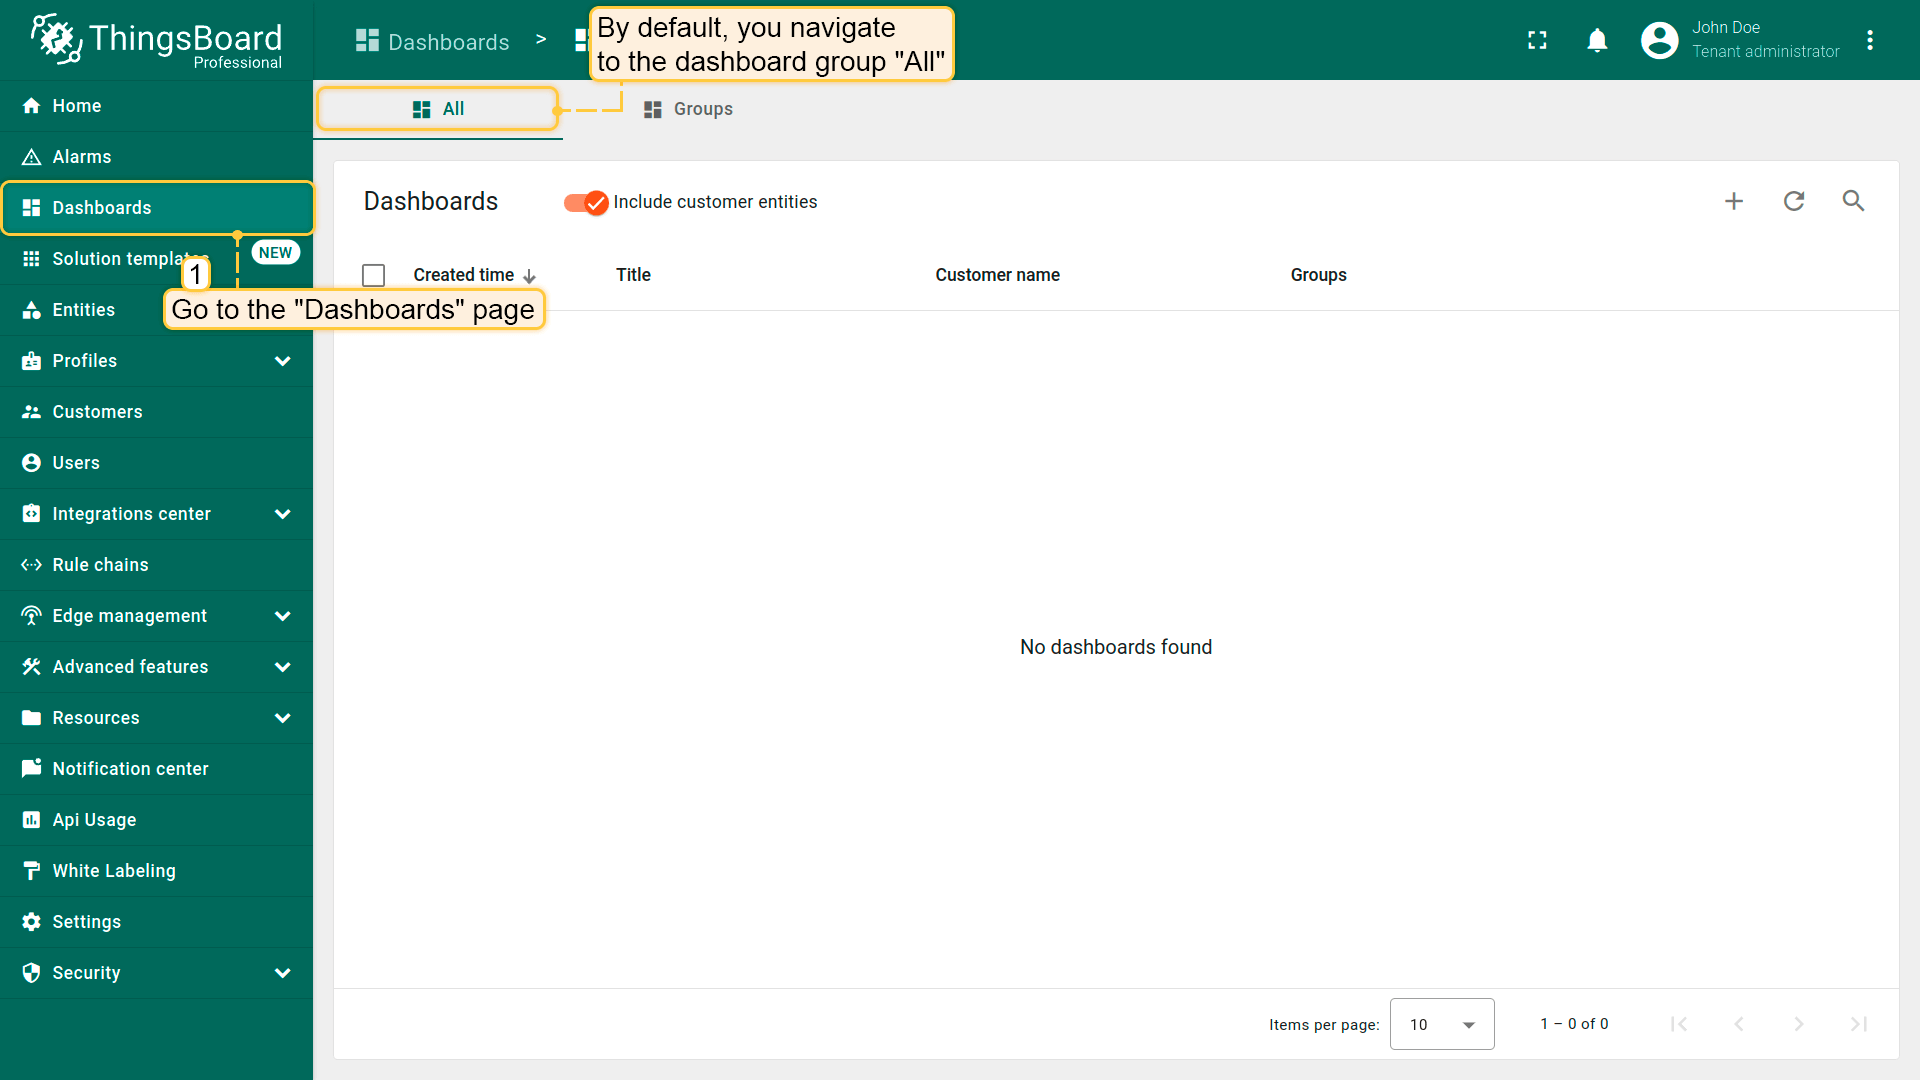 ThingsBoard
Professional
Dashboards >
By default, you navigate
to the dashboard group "All"
John Doe
Tenant administrator
Home
Alarms
Dashboards
Solution templates
NEW
1
Go to the "Dashboards" page
Entities
Profiles
Customers
Users
Integrations center
Rule chains
Edge management
Advanced features
Resources
Notification center
Api Usage
White Labeling
Settings
Security
All
Groups
Dashboards
Include customer entities
Created time
Title
Customer name
Groups
No dashboards found
Items per page:
10
1 – 0 of 0